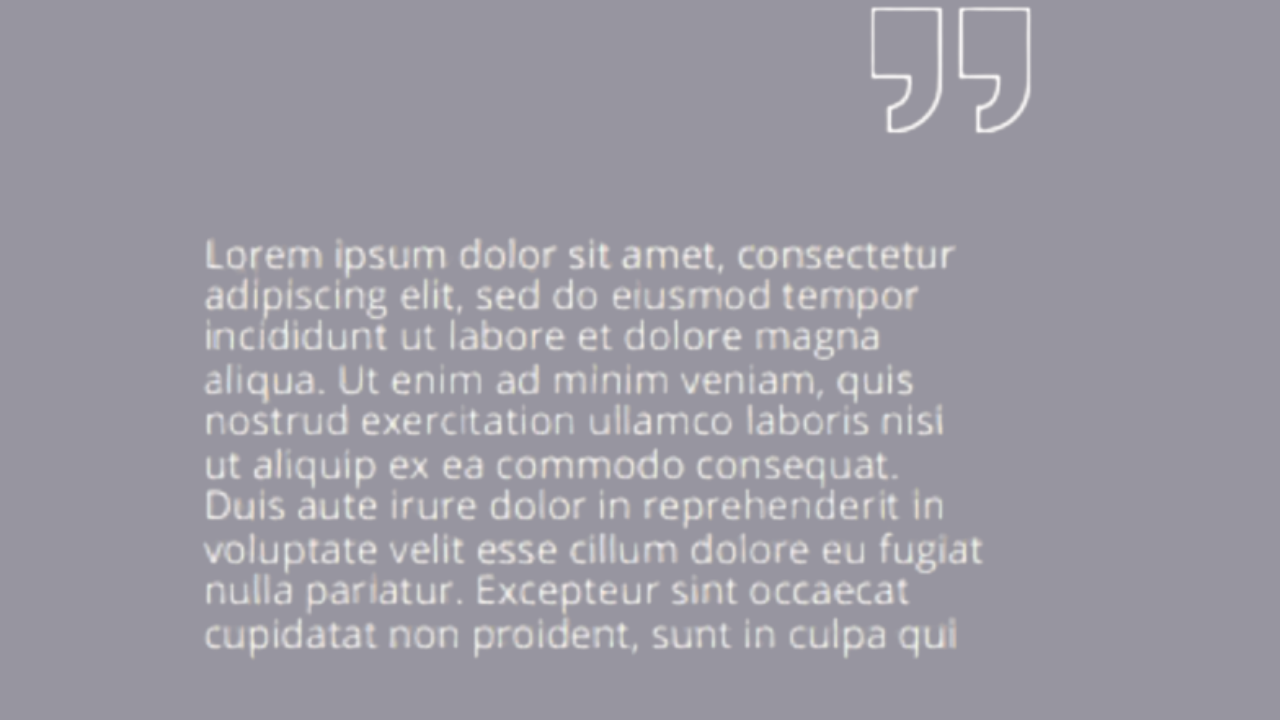 ”
Lorem ipsum dolor sit amet, consectetur
adipiscing elit, sed do eiusmod tempor
incididunt ut labore et dolore magna
aliqua. Ut enim ad minim veniam, quis
nostrud exercitation ullamco laboris nisi
ut aliquip ex ea commodo consequat.
Duis aute irure dolor in reprehenderit in
voluptate velit esse cillum dolore eu fugiat
nulla pariatur. Excepteur sint occaecat
cupidatat non proident, sunt in culpa qui